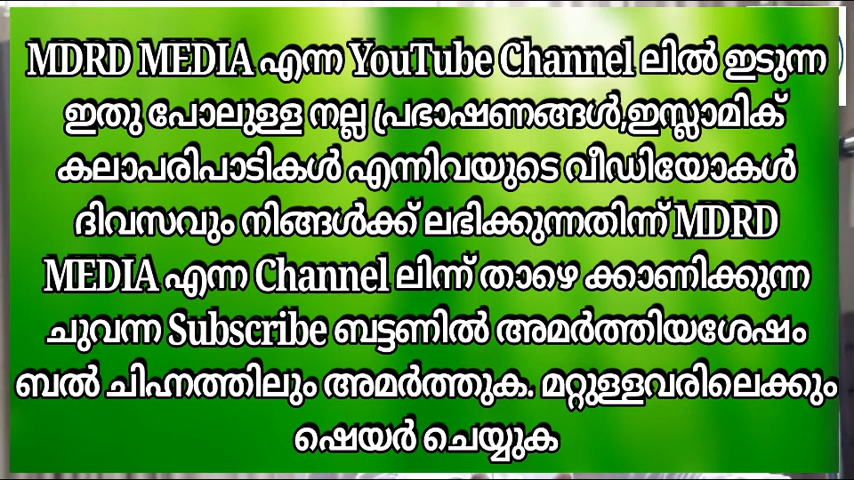 MDRD MEDIA എന്ന YouTube Channel ലിൽ ഇടുന്ന
ഇതു പോലുള്ള നല്ല പ്രഭാഷണങ്ങൾ,ഇസ്ലാമിക്
കലാപരിപാടികൾ എന്നിവയുടെ വീഡിയോകൾ
ദിവസവും നിങ്ങൾക്ക് ലഭിക്കുന്നതിന്ന് MDRD
MEDIA എന്ന Channel ലിന്ന് താഴെ ക്കാണിക്കുന്ന
ചുവന്ന Subscribe ബട്ടണിൽ അമർത്തിയശേഷം
ബൽ ചിഹ്നത്തിലും അമർത്തുക. മറ്റുള്ളവരിലെക്കും
ഷെയർ ചെയ്യുക